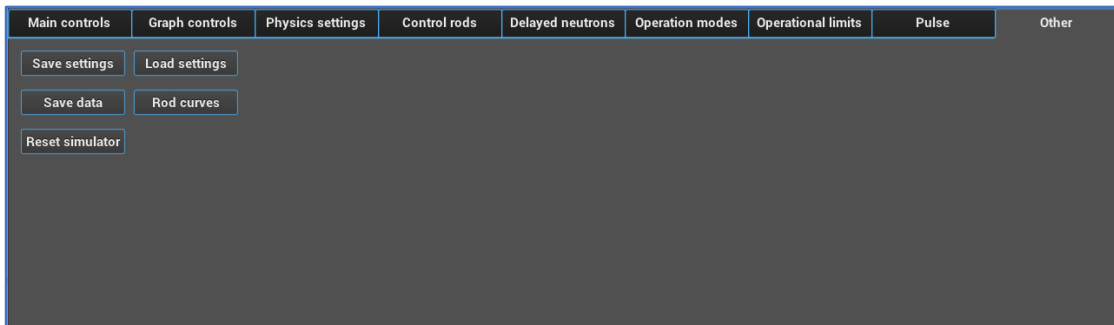 Main controls Graph controls Physics settings Control rods Delayed neutrons Operation modes Operational limits Pulse Other
Save settings Load settings
Save data Rod curves
Reset simulator